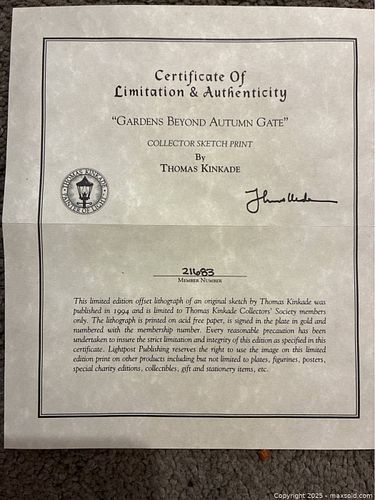 Certificate Of
Limitation & Authenticity
"GARDENS BEYOND AUTUMN GATE"
COLLECTOR SKETCH PRINT
By
THOMAS KINKADE
THOMAS KINKADE
PAINTER OF LIGHT
21683
MEMBER NUMBER
This limited edition offset lithograph of an original sketch by Thomas Kinkade was
published in 1994 and is limited to Thomas Kinkade Collectors' Society members
only. The lithograph is printed on acid free paper, is signed in the plate in gold and
numbered with the membership number. Every reasonable precaution has been
undertaken to insure the strict limitation and integrity of this edition as specified in this
certificate. Lightpost Publishing reserves the right to use the image on this limited
edition print on other products including but not limited to plates, figurines, posters,
special charity editions, collectibles, gift and stationery items, etc.
Copyright 2025 - maxsold.com